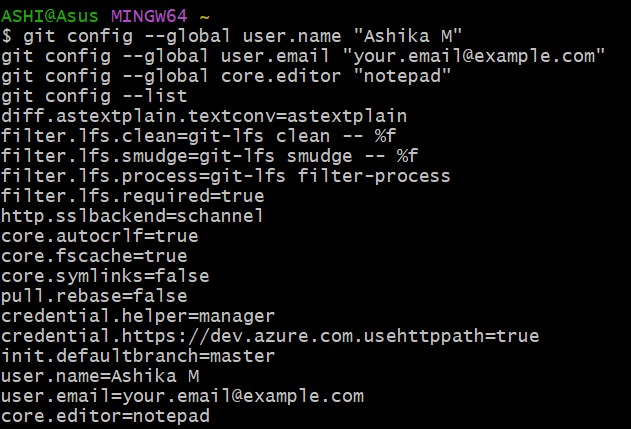 ASHI@Asus MINGW64 ~
$ git config --global user.name "Ashika M"
git config --global user.email "your.email@example.com"
git config --global core.editor "notepad"
git config --list
diff.astextplain.textconv=astextplain
filter.lfs.clean=git-lfs clean -- %f
filter.lfs.smudge=git-lfs smudge -- %f
filter.lfs.process=git-lfs filter-process
filter.lfs.required=true
http.sslbackend=schannel
core.autocrlf=true
core.fscache=true
core.symlinks=false
pull.rebase=false
credential.helper=manager
credential.https://dev.azure.com.usehttppath=true
init.defaultbranch=master
user.name=Ashika M
user.email=your.email@example.com
core.editor=notepad